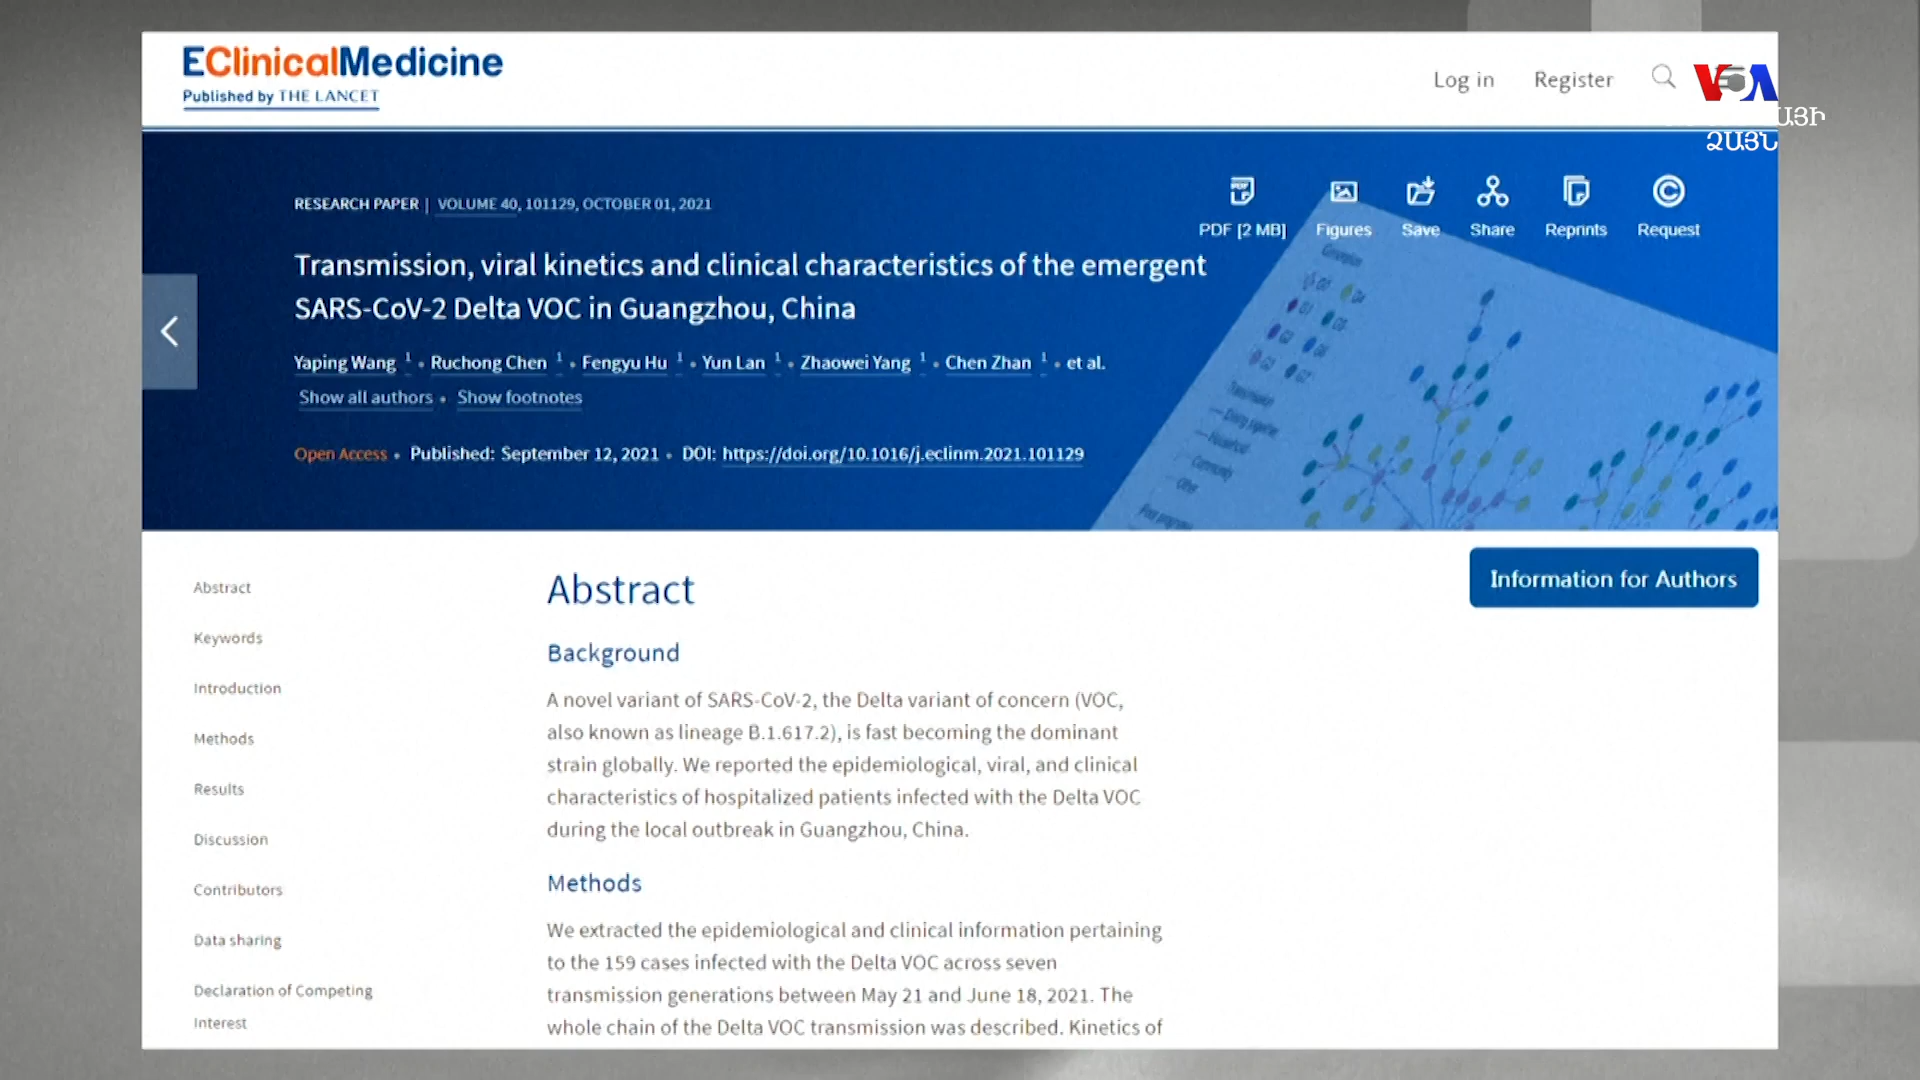 EClinicalMedicine
Published by THE LANCET
Log in
Register
VOA
ՁԱՅՆ
RESEARCH PAPER | VOLUME 40, 101129, OCTOBER 01, 2021
PDF [2 MB]
Figures
Save
Share
Reprints
Request
Transmission, viral kinetics and clinical characteristics of the emergent
SARS-CoV-2 Delta VOC in Guangzhou, China
Yaping Wang 1 • Ruchong Chen 1 • Fengyu Hu 1 • Yun Lan 1 • Zhaowei Yang 1 • Chen Zhan 1 • et al.
Show all authors • Show footnotes
Open Access • Published: September 12, 2021 • DOI: https://doi.org/10.1016/j.eclinm.2021.101129
Information for Authors
Abstract
Keywords
Introduction
Methods
Results
Discussion
Contributors
Data sharing
Declaration of Competing
Interest
Abstract
Background
A novel variant of SARS-CoV-2, the Delta variant of concern (VOC,
also known as lineage B.1.617.2), is fast becoming the dominant
strain globally. We reported the epidemiological, viral, and clinical
characteristics of hospitalized patients infected with the Delta VOC
during the local outbreak in Guangzhou, China.
Methods
We extracted the epidemiological and clinical information pertaining
to the 159 cases infected with the Delta VOC across seven
transmission generations between May 21 and June 18, 2021. The
whole chain of the Delta VOC transmission was described. Kinetics of